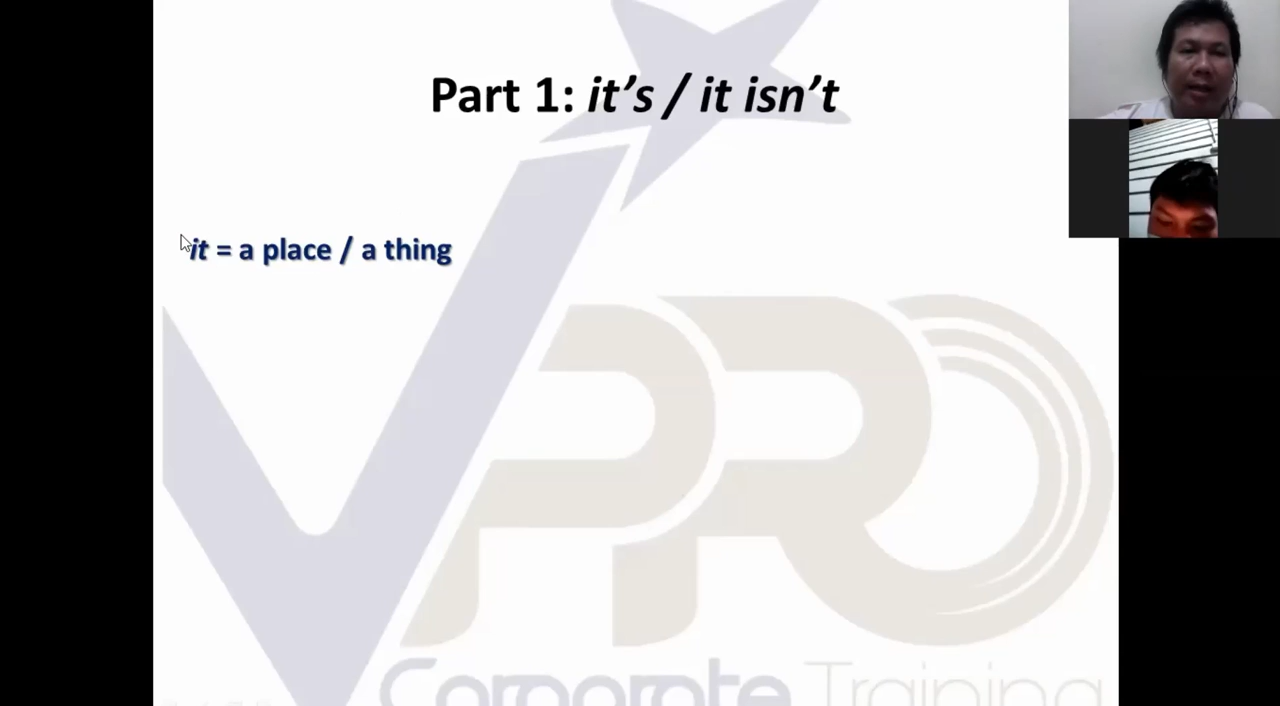 Part 1: it's / it isn't
it = a place / a thing
VPRO
Corporate Training